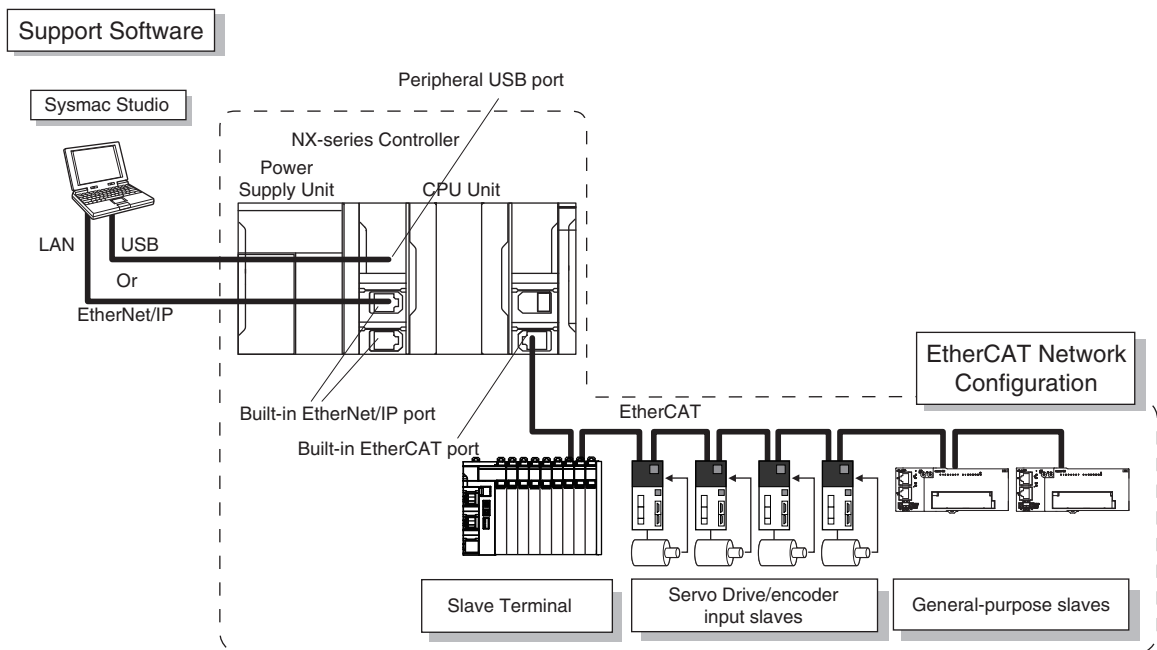 Support Software
Sysmac Studio
Peripheral USB port
NX-series Controller
Power
Supply Unit
CPU Unit
LAN
USB
Or
EtherNet/IP
EtherCAT Network
Configuration
Built-in EtherNet/IP port
EtherCAT
Built-in EtherCAT port
Slave Terminal
Servo Drive/encoder
input slaves
General-purpose slaves